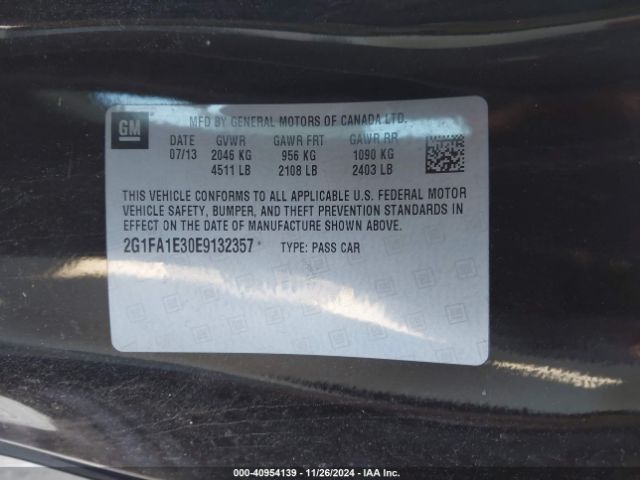 GM
MFD BY GENERAL MOTORS OF CANADA LTD.
DATE GVWR GAWR FRT GAWR RR
07/13 2046 KG 956 KG 1090 KG
4511 LB 2108 LB 2403 LB
THIS VEHICLE CONFORMS TO ALL APPLICABLE U.S. FEDERAL MOTOR
VEHICLE SAFETY, BUMPER, AND THEFT PREVENTION STANDARDS IN
EFFECT ON THE DATE OF MANUFACTURE SHOWN ABOVE.
2G1FA1E30E9132357* TYPE: PASS CAR
000-40954139 - 11/26/2024 - IAA Inc.